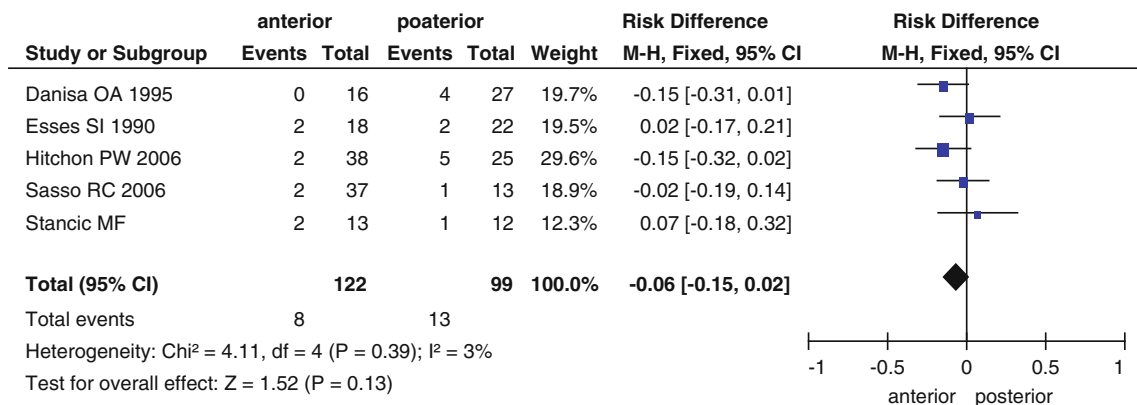 anterior poaterior Risk Difference Risk Difference
Study or Subgroup Events Total Events Total Weight M-H, Fixed, 95% CI M-H, Fixed, 95% CI
Danisa OA 1995 0 16 4 27 19.7% -0.15 [-0.31, 0.01]
Esses SI 1990 2 18 2 22 19.5% 0.02 [-0.17, 0.21]
Hitchon PW 2006 2 38 5 25 29.6% -0.15 [-0.32, 0.02]
Sasso RC 2006 2 37 1 13 18.9% -0.02 [-0.19, 0.14]
Stancic MF 2 13 1 12 12.3% 0.07 [-0.18, 0.32]
Total (95% CI) 122 99 100.0% -0.06 [-0.15, 0.02]
Total events 8 13
Heterogeneity: Chi² = 4.11, df = 4 (P = 0.39); I² = 3%
Test for overall effect: Z = 1.52 (P = 0.13)
-1 -0.5 0 0.5 1
anterior posterior